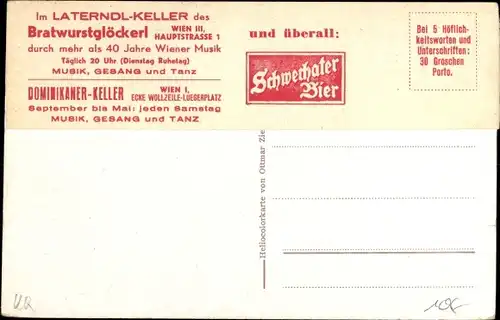 Im LATERNDL-KELLER des
Bratwurstglöckerl WIEN III, HAUPTSTRASSE 1
durch mehr als 40 Jahre Wiener Musik
Täglich 20 Uhr (Dienstag Ruhetag)
MUSIK, GESANG und TANZ
DOMINIKANER-KELLER WIEN I, ECKE WOLLZEILE-LUEGERPLATZ
September bis Mai: jeden Samstag
MUSIK, GESANG und TANZ
und überall:
Schwechater
Bier
Bei 5 Höflich-
keitsworten und
Unterschriften:
30 Groschen
Porto.
Heliocolorkarte von Ottmar Zie